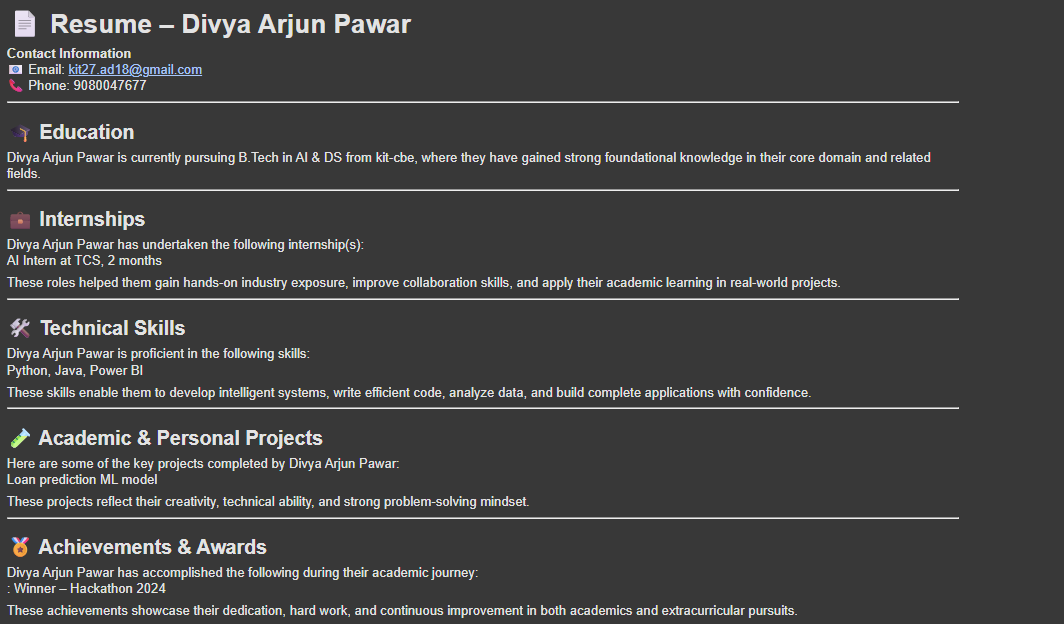 Resume – Divya Arjun Pawar
Contact Information
Email: kit27.ad18@gmail.com
Phone: 9080047677
Education
Divya Arjun Pawar is currently pursuing B.Tech in AI & DS from kit-cbe, where they have gained strong foundational knowledge in their core domain and related
fields.
Internships
Divya Arjun Pawar has undertaken the following internship(s):
AI Intern at TCS, 2 months
These roles helped them gain hands-on industry exposure, improve collaboration skills, and apply their academic learning in real-world projects.
Technical Skills
Divya Arjun Pawar is proficient in the following skills:
Python, Java, Power BI
These skills enable them to develop intelligent systems, write efficient code, analyze data, and build complete applications with confidence.
Academic & Personal Projects
Here are some of the key projects completed by Divya Arjun Pawar:
Loan prediction ML model
These projects reflect their creativity, technical ability, and strong problem-solving mindset.
Achievements & Awards
Divya Arjun Pawar has accomplished the following during their academic journey:
: Winner – Hackathon 2024
These achievements showcase their dedication, hard work, and continuous improvement in both academics and extracurricular pursuits.